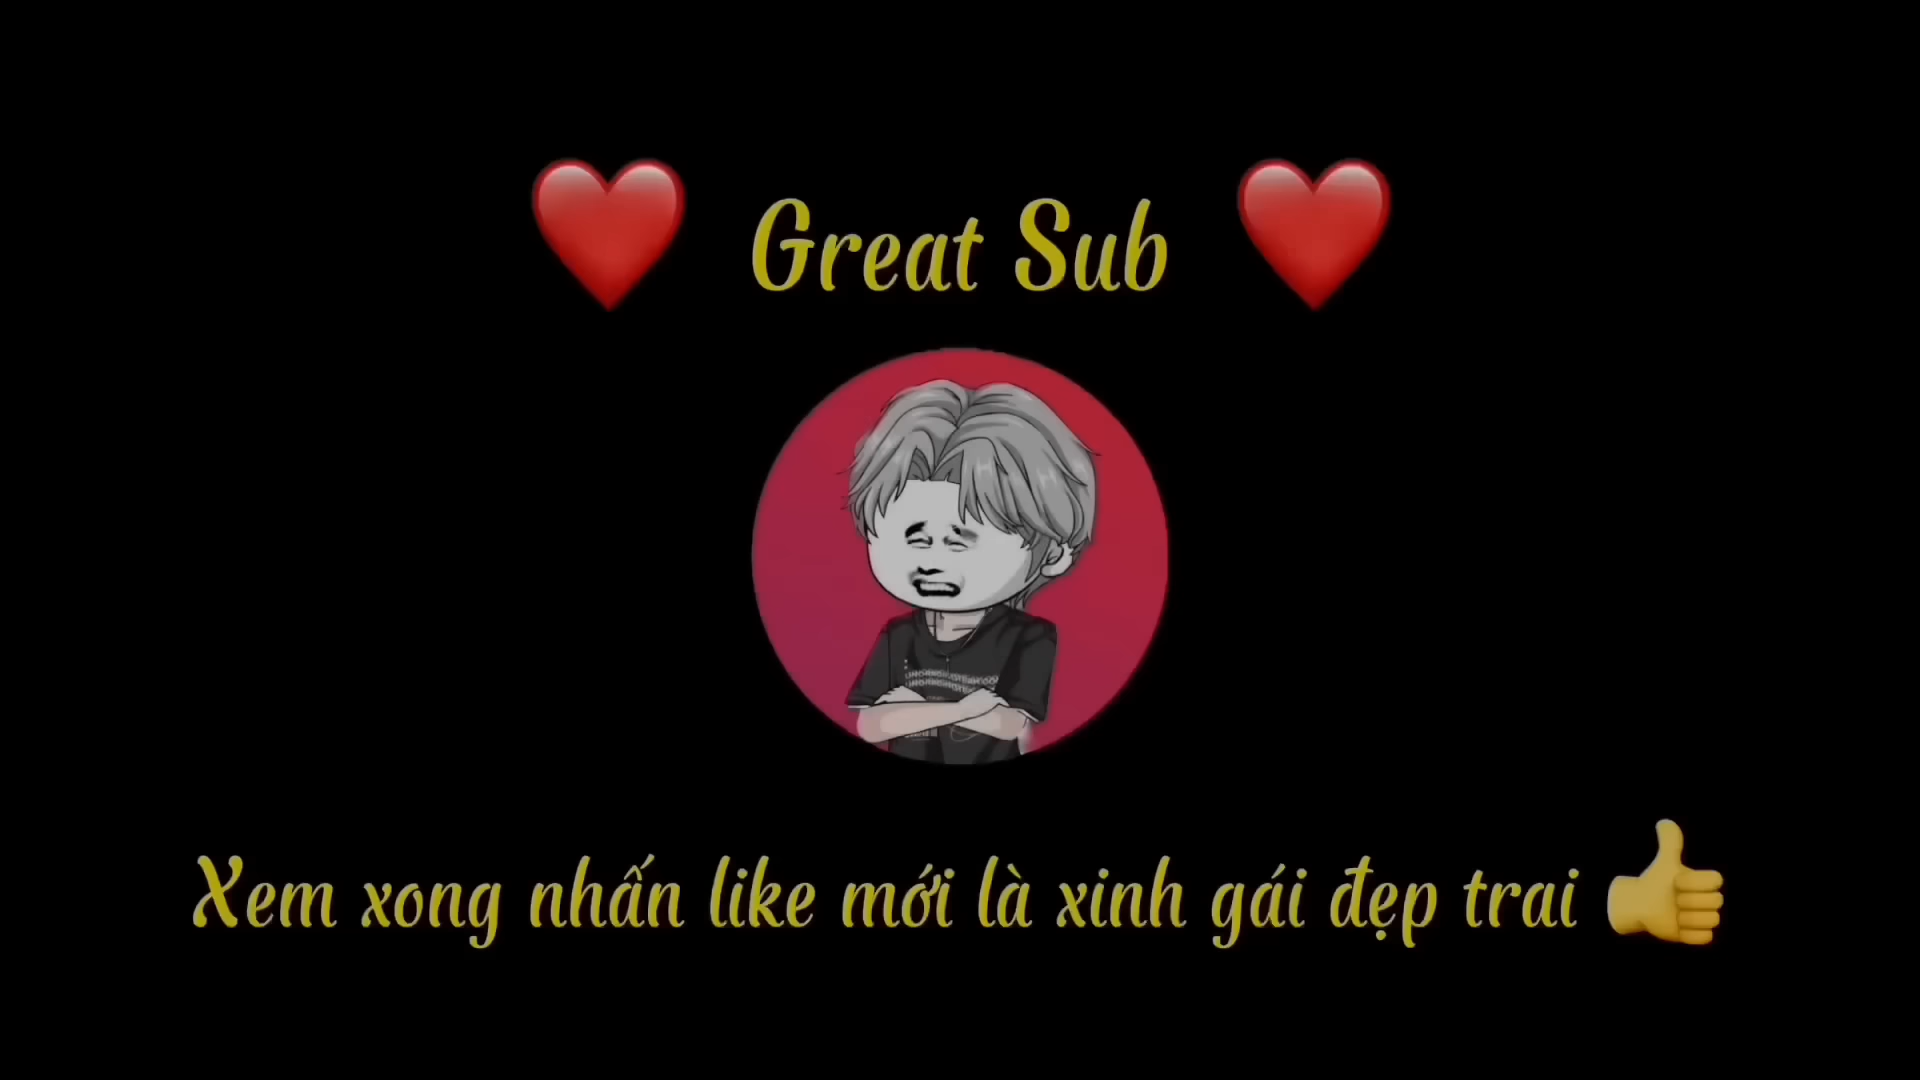 Great Sub
Xem xong nhấn like mới là xinh gái đẹp trai